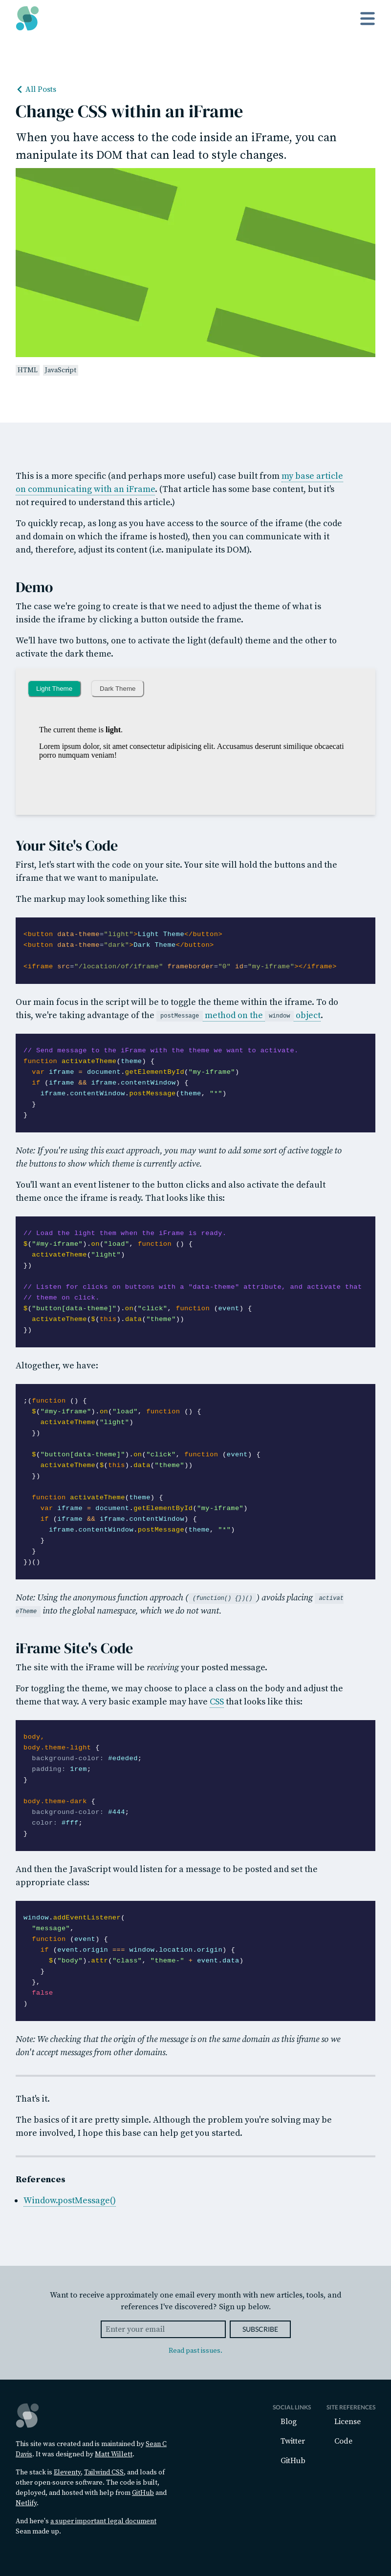 All Posts
Change CSS within an iFrame
When you have access to the code inside an iFrame, you can
manipulate its DOM that can lead to style changes.
HTML JavaScript
This is a more specific (and perhaps more useful) case built from my base article
on communicating with an iFrame. (That article has some base content, but it's
not required to understand this article.)
To quickly recap, as long as you have access to the source of the iframe (the code
and domain on which the iframe is hosted), then you can communicate with it
and, therefore, adjust its content (i.e. manipulate its DOM).
Demo
The case we're going to create is that we need to adjust the theme of what is
inside the iframe by clicking a button outside the frame.
We'll have two buttons, one to activate the light (default) theme and the other to
activate the dark theme.
Light Theme Dark Theme
The current theme is light.
Lorem ipsum dolor, sit amet consectetur adipisicing elit. Accusamus deserunt similique obcaecati
porro numquam veniam!
Your Site's Code
First, let's start with the code on your site. Your site will hold the buttons and the
iframe that we want to manipulate.
The markup may look something like this:
<button data-theme="light">Light Theme</button>
<button data-theme="dark">Dark Theme</button>
<iframe src="/location/of/iframe" frameborder="0" id="my-iframe"></iframe>
Our main focus in the script will be to toggle the theme within the iframe. To do
this, we're taking advantage of the postMessage method on the window object.
// Send message to the iFrame with the theme we want to activate.
function activateTheme(theme) {
var iframe = document.getElementById("my-iframe")
if (iframe && iframe.contentWindow) {
iframe.contentWindow.postMessage(theme, "*")
}
}
Note: If you're using this exact approach, you may want to add some sort of active toggle to
the buttons to show which theme is currently active.
You'll want an event listener to the button clicks and also activate the default
theme once the iframe is ready. That looks like this:
// Load the light them when the iFrame is ready.
$("#my-iframe").on("load", function () {
activateTheme("light")
})
// Listen for clicks on buttons with a "data-theme" attribute, and activate that
// theme on click.
$("button[data-theme]").on("click", function (event) {
activateTheme($(this).data("theme"))
})
Altogether, we have:
;(function () {
$("#my-iframe").on("load", function () {
activateTheme("light")
})
$("button[data-theme]").on("click", function (event) {
activateTheme($(this).data("theme"))
})
function activateTheme(theme) {
var iframe = document.getElementById("my-iframe")
if (iframe && iframe.contentWindow) {
iframe.contentWindow.postMessage(theme, "*")
}
}
})()
Note: Using the anonymous function approach ( (function() {})() ) avoids placing activat
eTheme into the global namespace, which we do not want.
iFrame Site's Code
The site with the iFrame will be receiving your posted message.
For toggling the theme, we may choose to place a class on the body and adjust the
theme that way. A very basic example may have CSS that looks like this:
body,
body.theme-light {
background-color: #ededed;
padding: 1rem;
}
body.theme-dark {
background-color: #444;
color: #fff;
}
And then the JavaScript would listen for a message to be posted and set the
appropriate class:
window.addEventListener(
"message",
function (event) {
if (event.origin === window.location.origin) {
$("body").attr("class", "theme-" + event.data)
}
},
false
)
Note: We checking that the origin of the message is on the same domain as this iframe so we
don't accept messages from other domains.
That's it.
The basics of it are pretty simple. Although the problem you're solving may be
more involved, I hope this base can help get you started.
References
Window.postMessage()
Want to receive approximately one email every month with new articles, tools, and
references I've discovered? Sign up below.
Enter your email SUBSCRIBE
Read past issues.
This site was created and is maintained by Sean C
Davis. It was designed by Matt Willett.
The stack is Eleventy, Tailwind CSS, and loads of
other open-source software. The code is built,
deployed, and hosted with help from GitHub and
Netlify.
And here's a super important legal document
Sean made up.
SOCIAL LINKS
Blog
Twitter
GitHub
SITE REFERENCES
License
Code